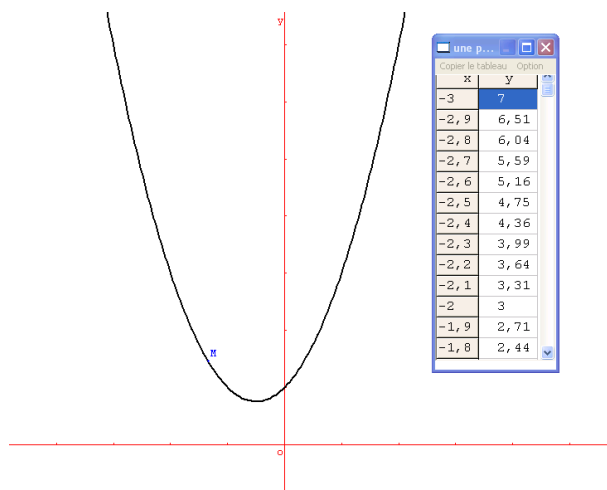 y
M
o
une p...
Copier le tableau Option
x y
-3 7
-2,9 6,51
-2,8 6,04
-2,7 5,59
-2,6 5,16
-2,5 4,75
-2,4 4,36
-2,3 3,99
-2,2 3,64
-2,1 3,31
-2 3
-1,9 2,71
-1,8 2,44